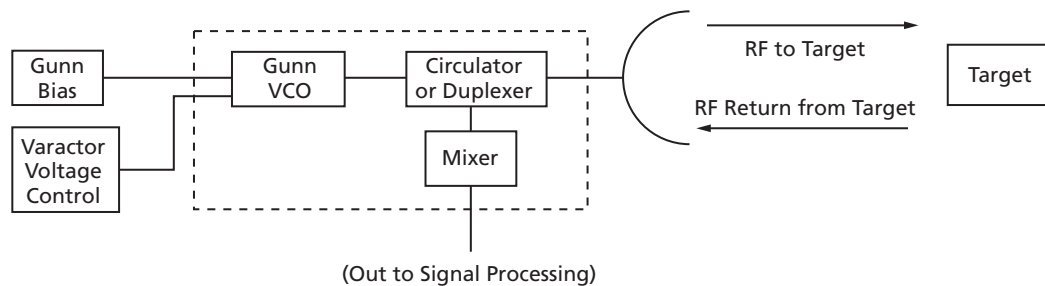 Gunn
Bias
Varactor
Voltage
Control
Gunn
VCO
Circulator
or Duplexer
Mixer
(Out to Signal Processing)
RF to Target
RF Return from Target
Target